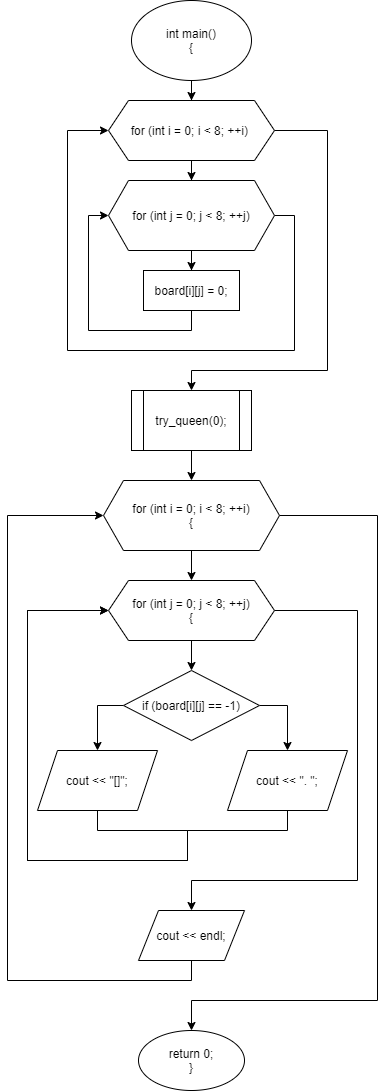 int main()
{
for (int i = 0; i < 8; ++i)
for (int j = 0; j < 8; ++j)
board[i][j] = 0;
try_queen(0);
for (int i = 0; i < 8; ++i)
{
for (int j = 0; j < 8; ++j)
{
if (board[i][j] == -1)
cout << "[]";
cout << ". ";
cout << endl;
return 0;
}